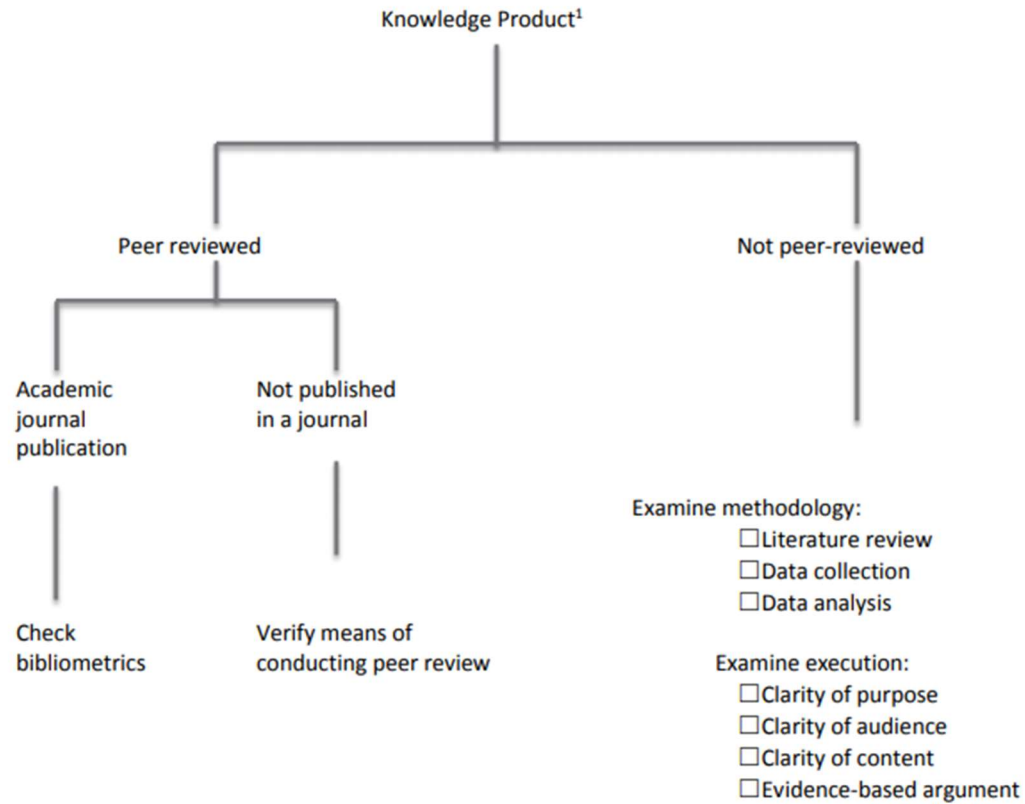 Knowledge Product¹
Peer reviewed
Not peer-reviewed
Academic
journal
publication
Not published
in a journal
Check
bibliometrics
Verify means of
conducting peer review
Examine methodology:
☐Literature review
☐Data collection
☐Data analysis
Examine execution:
☐Clarity of purpose
☐Clarity of audience
☐Clarity of content
☐Evidence-based argument